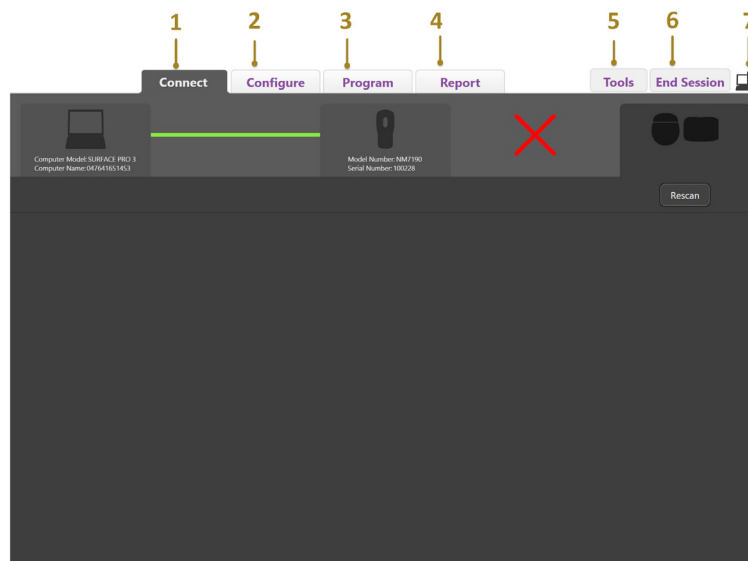 1 2 3 4 5 6 7
Connect Configure Program Report Tools End Session
Computer Model: SURFACE PRO 3
Computer Name: 047641651453
Model Number: NM7190
Serial Number: 100228
Rescan